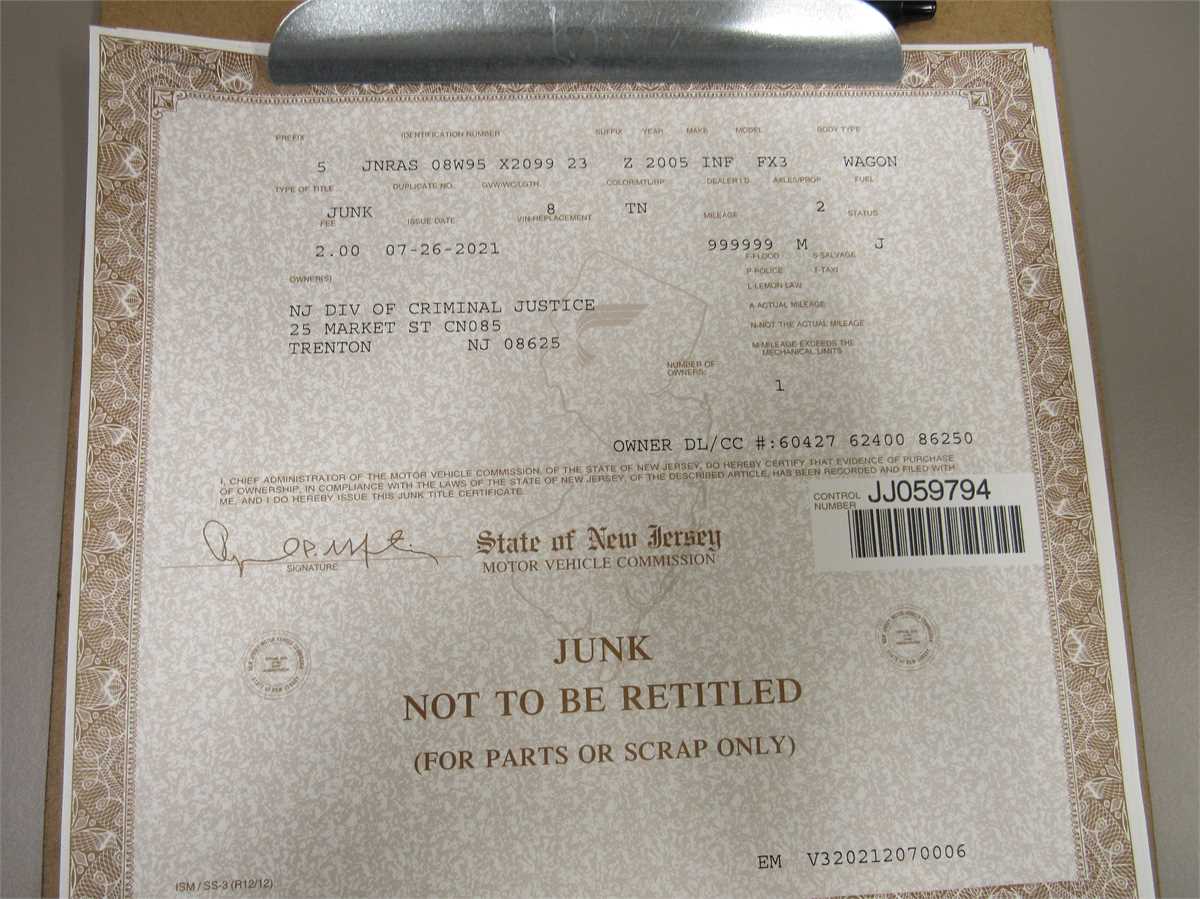 PREFIX IDENTIFICATION NUMBER SUFFIX YEAR MAKE MODEL BODY TYPE
5 JNRAS 08W95 X2099 23 Z 2005 INF FX3 WAGON
TYPE OF TITLE DUPLICATE NO. GVW/WC/LGTH. COLOR/MT/LRP DEALER I.D. AXLES/PROP FUEL
JUNK 8 TN 2
FEE ISSUE DATE VIN-REPLACEMENT MILEAGE STATUS
2.00 07-26-2021 999999 M J
F-FLOOD S-SALVAGE
P-POLICE T-TAXI
OWNER(S)
L-LEMON LAW
NJ DIV OF CRIMINAL JUSTICE
A ACTUAL MILEAGE
25 MARKET ST CN085
N-NOT THE ACTUAL MILEAGE
TRENTON NJ 08625
M-MILEAGE EXCEEDS THE
MECHANICAL LIMITS
NUMBER OF
OWNERS:
1
OWNER DL/CC #:60427 62400 86250
I, CHIEF ADMINISTRATOR OF THE MOTOR VEHICLE COMMISSION, OF THE STATE OF NEW JERSEY, DO HEREBY CERTIFY THAT EVIDENCE OF PURCHASE
OF OWNERSHIP, IN COMPLIANCE WITH THE LAWS OF THE STATE OF NEW JERSEY, OF THE DESCRIBED ARTICLE, HAS BEEN RECORDED AND FILED WITH
ME, AND I DO HEREBY ISSUE THIS JUNK TITLE CERTIFICATE.
CONTROL NUMBER JJ059794
State of New Jersey
MOTOR VEHICLE COMMISSION
SIGNATURE
JUNK
NOT TO BE RETITLED
(FOR PARTS OR SCRAP ONLY)
EM V320212070006
ISM / SS-3 (R12/12)